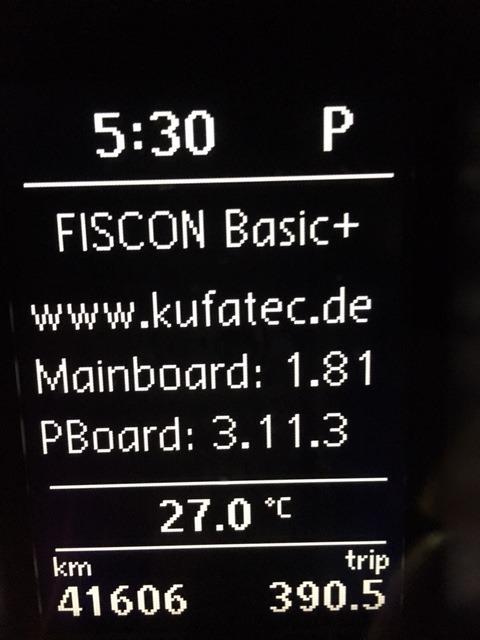 5:30 P
FISCON Basic+
www.kufatec.de
Mainboard: 1.81
PBoard: 3.11.3
27.0 °C
km trip
41606 390.5